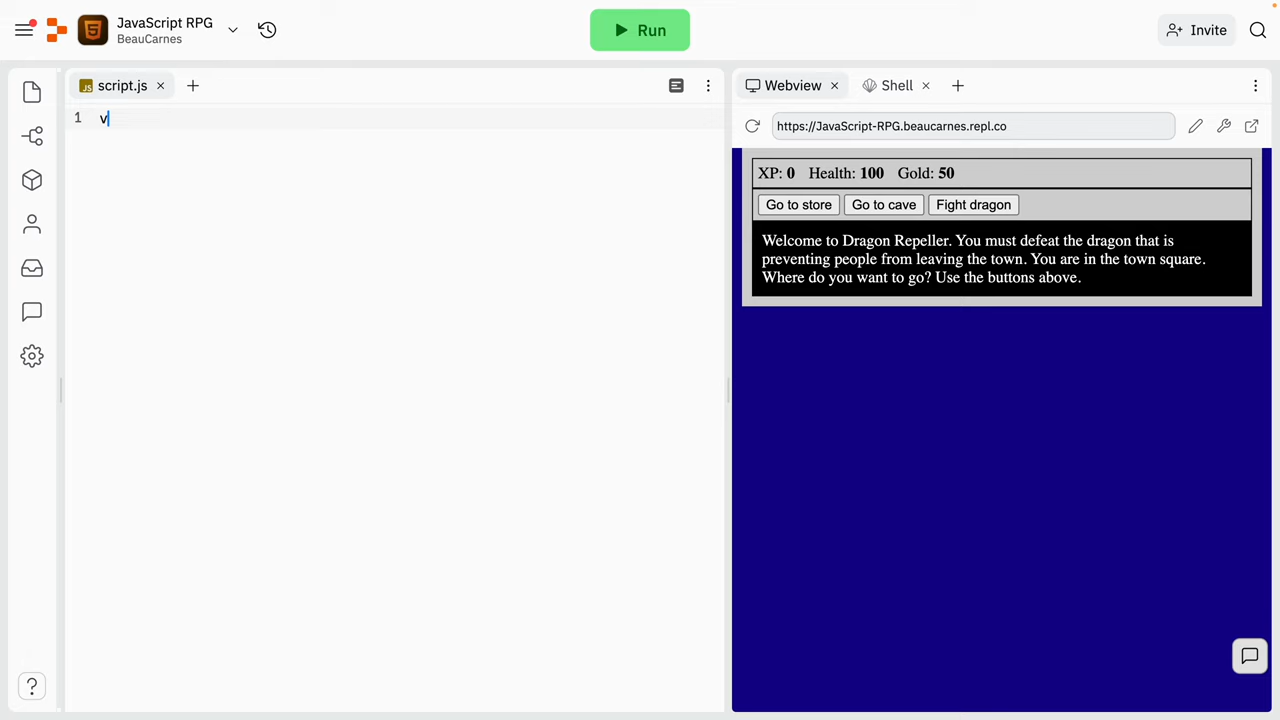 JavaScript RPG
BeauCarnes
Run
Invite
script.js
JS
Webview
Shell
https://JavaScript-RPG.beaucarnes.repl.co
1 v
XP: 0 Health: 100 Gold: 50
Go to store Go to cave Fight dragon
Welcome to Dragon Repeller. You must defeat the dragon that is
preventing people from leaving the town. You are in the town square.
Where do you want to go? Use the buttons above.
?